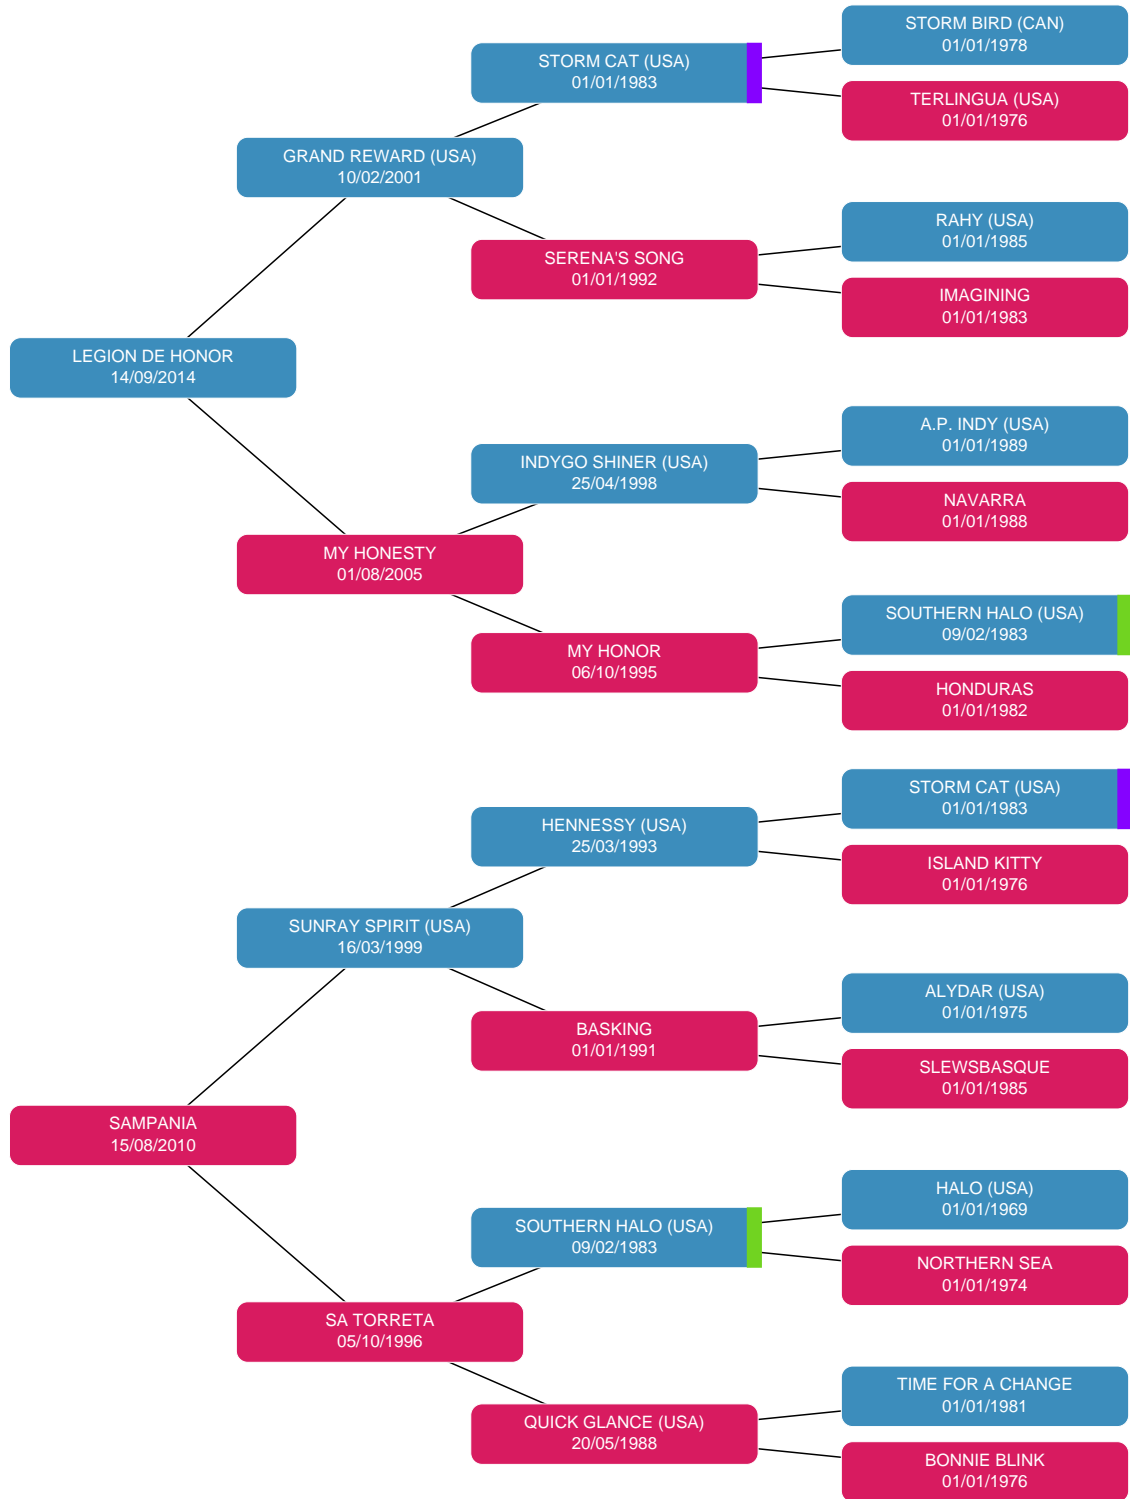 STORM BIRD (CAN)
01/01/1978
STORM CAT (USA)
01/01/1983
TERLINGUA (USA)
01/01/1976
GRAND REWARD (USA)
10/02/2001
RAHY (USA)
01/01/1985
SERENA'S SONG
01/01/1992
IMAGINING
01/01/1983
LEGION DE HONOR
14/09/2014
A.P. INDY (USA)
01/01/1989
INDYGO SHINER (USA)
25/04/1998
NAVARRA
01/01/1988
MY HONESTY
01/08/2005
SOUTHERN HALO (USA)
09/02/1983
MY HONOR
06/10/1995
HONDURAS
01/01/1982
STORM CAT (USA)
01/01/1983
HENNESSY (USA)
25/03/1993
ISLAND KITTY
01/01/1976
SUNRAY SPIRIT (USA)
16/03/1999
ALYDAR (USA)
01/01/1975
BASKING
01/01/1991
SLEWSBASQUE
01/01/1985
SAMPANIA
15/08/2010
HALO (USA)
01/01/1969
SOUTHERN HALO (USA)
09/02/1983
NORTHERN SEA
01/01/1974
SA TORRETA
05/10/1996
TIME FOR A CHANGE
01/01/1981
QUICK GLANCE (USA)
20/05/1988
BONNIE BLINK
01/01/1976